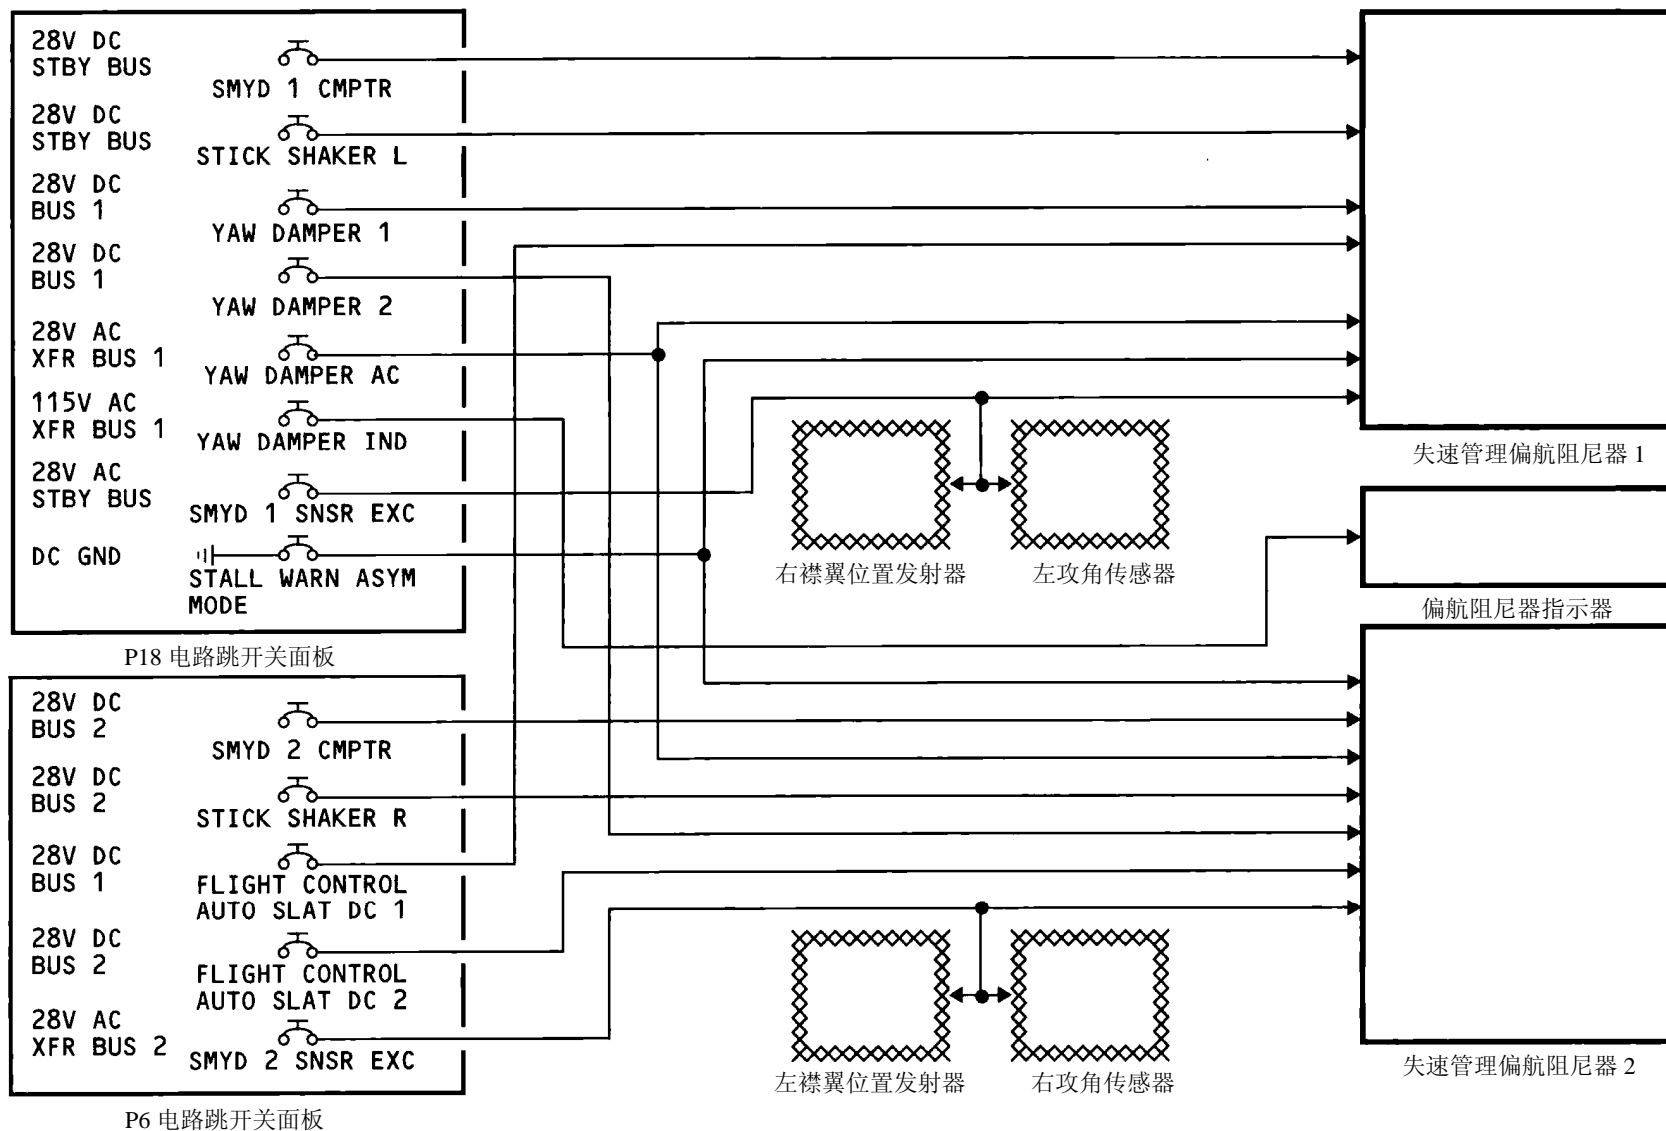 28V DC
STBY BUS
SMYD 1 CMPTR
28V DC
STBY BUS
STICK SHAKER L
28V DC
BUS 1
YAW DAMPER 1
28V DC
BUS 1
YAW DAMPER 2
28V AC
XFR BUS 1
YAW DAMPER AC
115V AC
XFR BUS 1
YAW DAMPER IND
28V AC
STBY BUS
SMYD 1 SNSR EXC
DC GND
STALL WARN ASYM
MODE
P18 电路跳开关面板
28V DC
BUS 2
SMYD 2 CMPTR
28V DC
BUS 2
STICK SHAKER R
28V DC
BUS 1
FLIGHT CONTROL
AUTO SLAT DC 1
28V DC
BUS 2
FLIGHT CONTROL
AUTO SLAT DC 2
28V AC
XFR BUS 2
SMYD 2 SNSR EXC
P6 电路跳开关面板
右襟翼位置发射器
左攻角传感器
左襟翼位置发射器
右攻角传感器
失速管理偏航阻尼器 1
偏航阻尼器指示器
失速管理偏航阻尼器 2